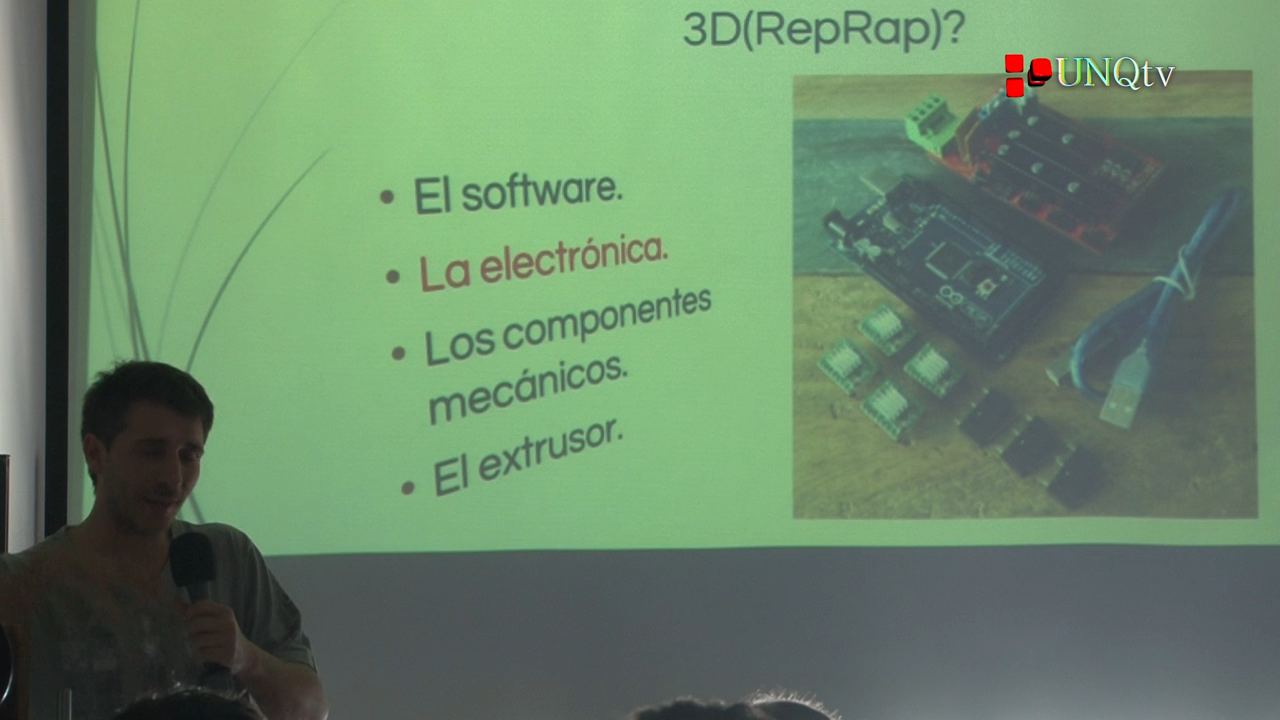 3D(RepRap)?
UNQtv
• El software.
• La electrónica.
• Los componentes
mecánicos.
• El extrusor.